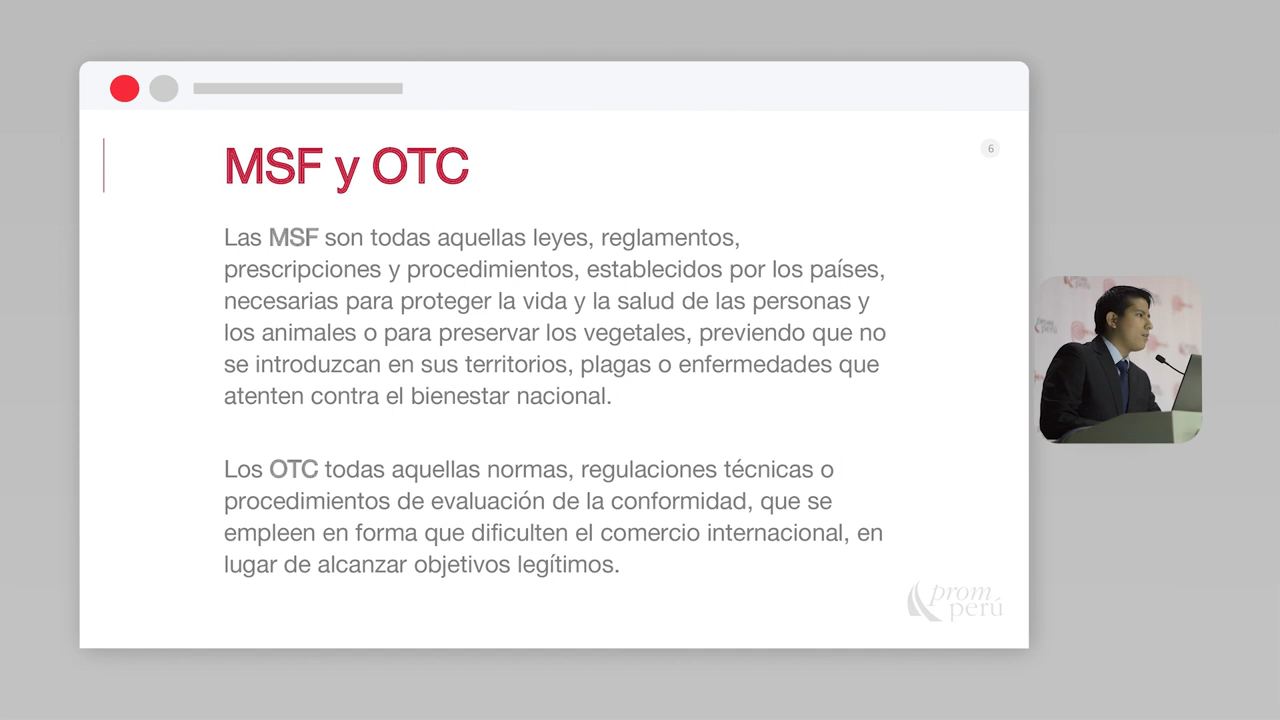 MSF y OTC
6
Las MSF son todas aquellas leyes, reglamentos,
prescripciones y procedimientos, establecidos por los países,
necesarias para proteger la vida y la salud de las personas y
los animales o para preservar los vegetales, previendo que no
se introduzcan en sus territorios, plagas o enfermedades que
atenten contra el bienestar nacional.
Los OTC todas aquellas normas, regulaciones técnicas o
procedimientos de evaluación de la conformidad, que se
empleen en forma que dificulten el comercio internacional, en
lugar de alcanzar objetivos legítimos.
prom
perú